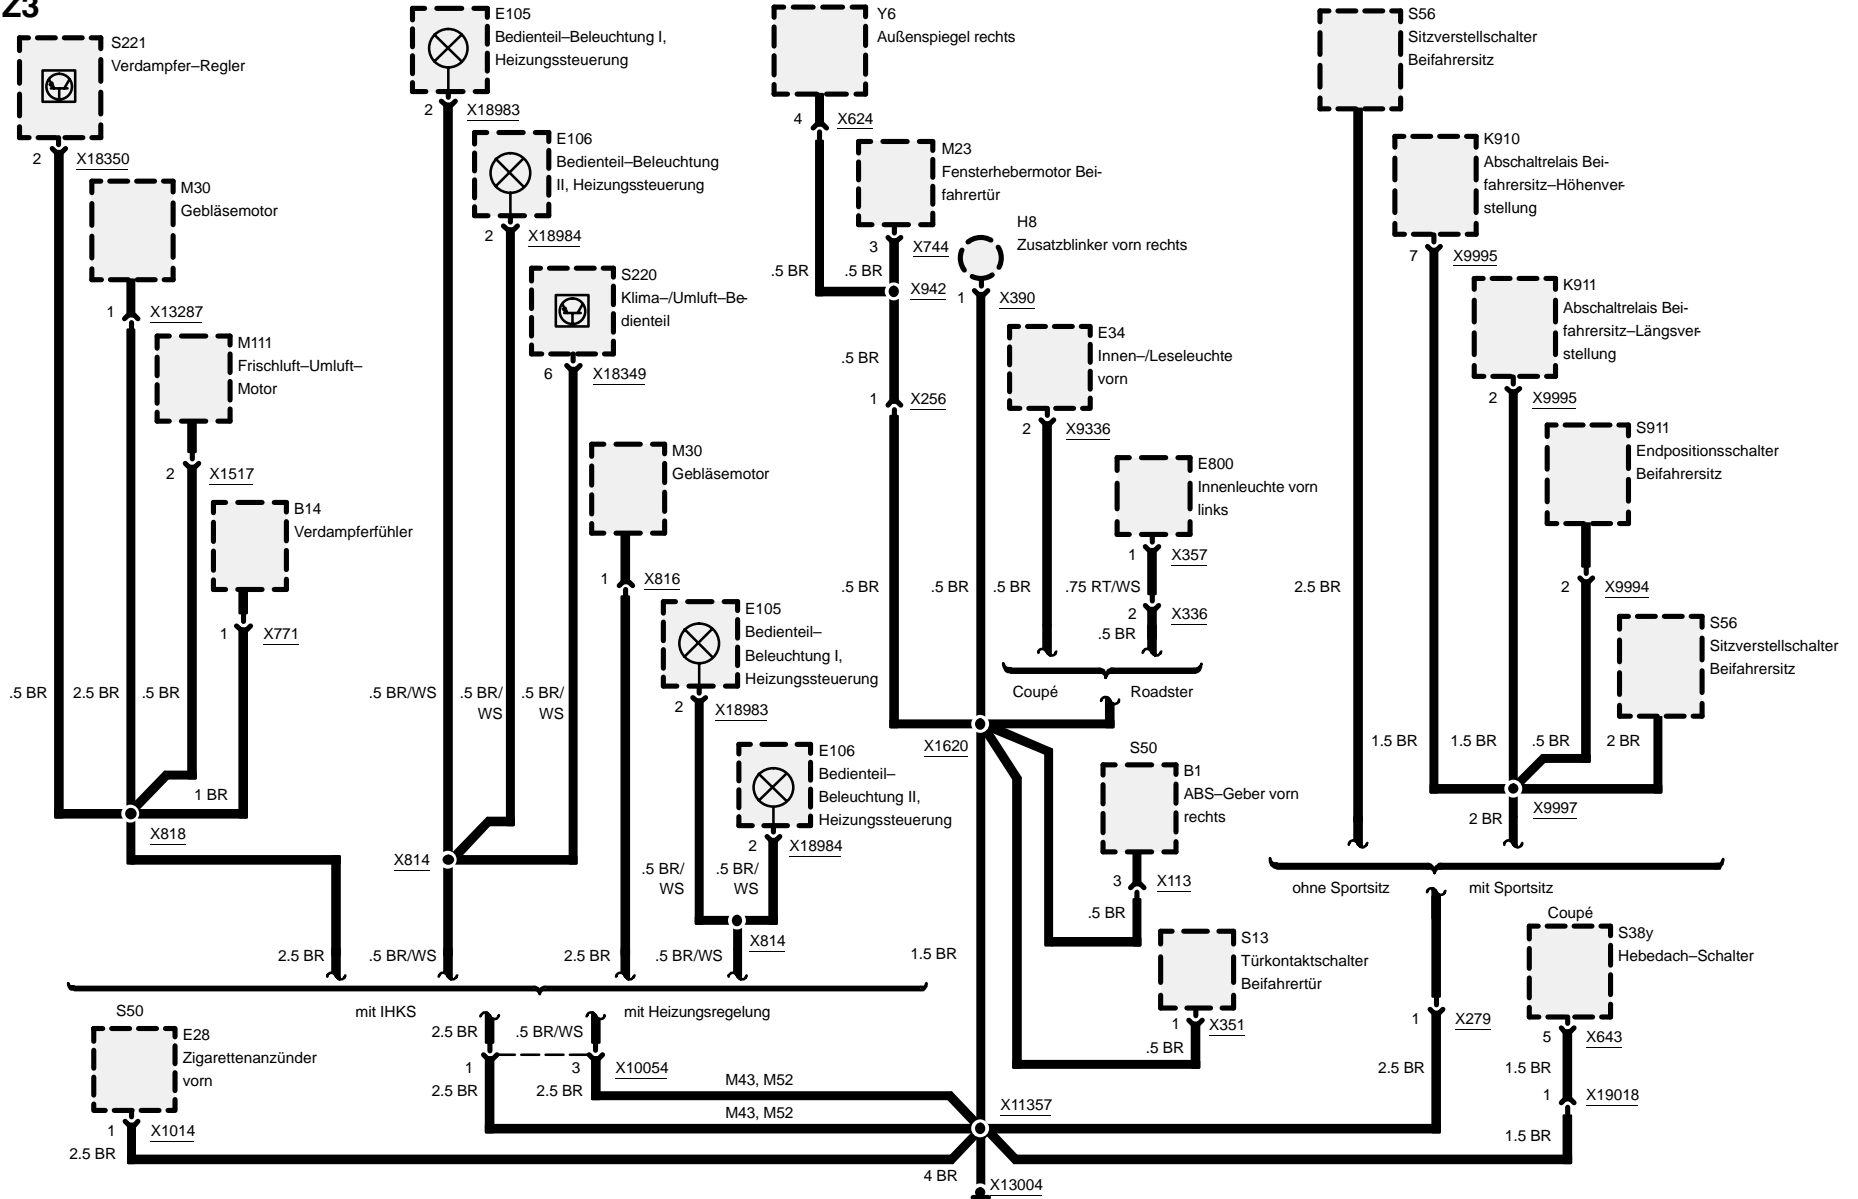 Z3
S221
Verdampfer–Regler
2
X18350
M30
Gebläsemotor
1
X13287
M111
Frischluft–Umluft–
Motor
2
X1517
B14
Verdampferfühler
1
X771
.5 BR
2.5 BR
.5 BR
1 BR
X818
2.5 BR
E105
Bedienteil–Beleuchtung I,
Heizungssteuerung
2
X18983
E106
Bedienteil–Beleuchtung
II, Heizungssteuerung
2
X18984
S220
Klima–/Umluft–Be-
dienteil
6
X18349
.5 BR/WS
.5 BR/
WS
.5 BR/
WS
X814
.5 BR/WS
M30
Gebläsemotor
1
X816
2.5 BR
E105
Bedienteil–
Beleuchtung I,
Heizungssteuerung
2
X18983
E106
Bedienteil–
Beleuchtung II,
Heizungssteuerung
2
X18984
.5 BR/
WS
.5 BR/
WS
X814
.5 BR/WS
mit IHKS
mit Heizungsregelung
2.5 BR
.5 BR/WS
1
3
X10054
2.5 BR
2.5 BR
M43, M52
M43, M52
S50
E28
Zigarettenanzünder
vorn
1
X1014
2.5 BR
Y6
Außenspiegel rechts
4
X624
M23
Fensterhebermotor Bei-
fahrertür
3
X744
.5 BR
.5 BR
X942
.5 BR
1
X256
.5 BR
H8
Zusatzblinker vorn rechts
1
X390
.5 BR
E34
Innen–/Leseleuchte
vorn
2
X9336
.5 BR
E800
Innenleuchte vorn
links
1
X357
.75 RT/WS
2
X336
.5 BR
Coupé
Roadster
X1620
S50
B1
ABS–Geber vorn
rechts
3
X113
.5 BR
S13
Türkontaktschalter
Beifahrertür
1
X351
.5 BR
1.5 BR
X11357
4 BR
X13004
S56
Sitzverstellschalter
Beifahrersitz
2.5 BR
K910
Abschaltrelais Bei-
fahrersitz–Höhenver-
stellung
7
X9995
K911
Abschaltrelais Bei-
fahrersitz–Längsver-
stellung
2
X9995
S911
Endpositionsschalter
Beifahrersitz
2
X9994
S56
Sitzverstellschalter
Beifahrersitz
1.5 BR
1.5 BR
.5 BR
2 BR
X9997
2 BR
ohne Sportsitz
mit Sportsitz
1
X279
2.5 BR
Coupé
S38y
Hebedach–Schalter
5
X643
1.5 BR
1
X19018
1.5 BR